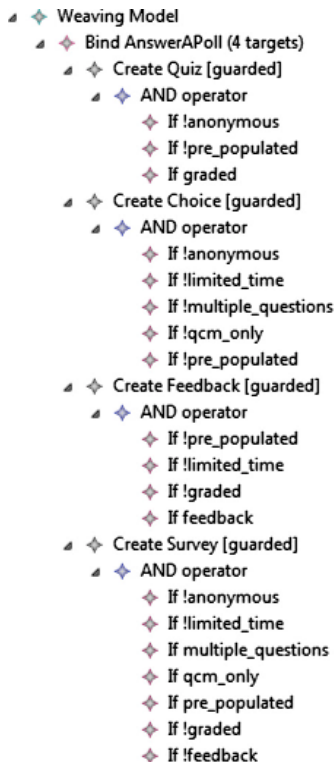 Weaving Model
Bind AnswerAPoll (4 targets)
Create Quiz [guarded]
AND operator
If !anonymous
If !pre_populated
If graded
Create Choice [guarded]
AND operator
If !anonymous
If !limited_time
If !multiple_questions
If !qcm_only
If !pre_populated
Create Feedback [guarded]
AND operator
If !pre_populated
If !limited_time
If !graded
If feedback
Create Survey [guarded]
AND operator
If !anonymous
If !limited_time
If multiple_questions
If qcm_only
If pre_populated
If !graded
If !feedback